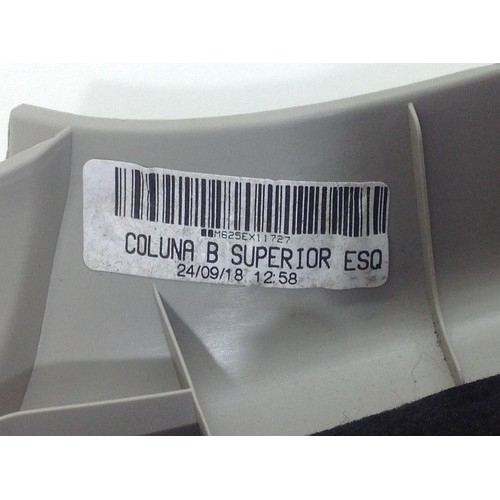 M625EX11727
COLUNA B SUPERIOR ESQ
24/09/18 12:58